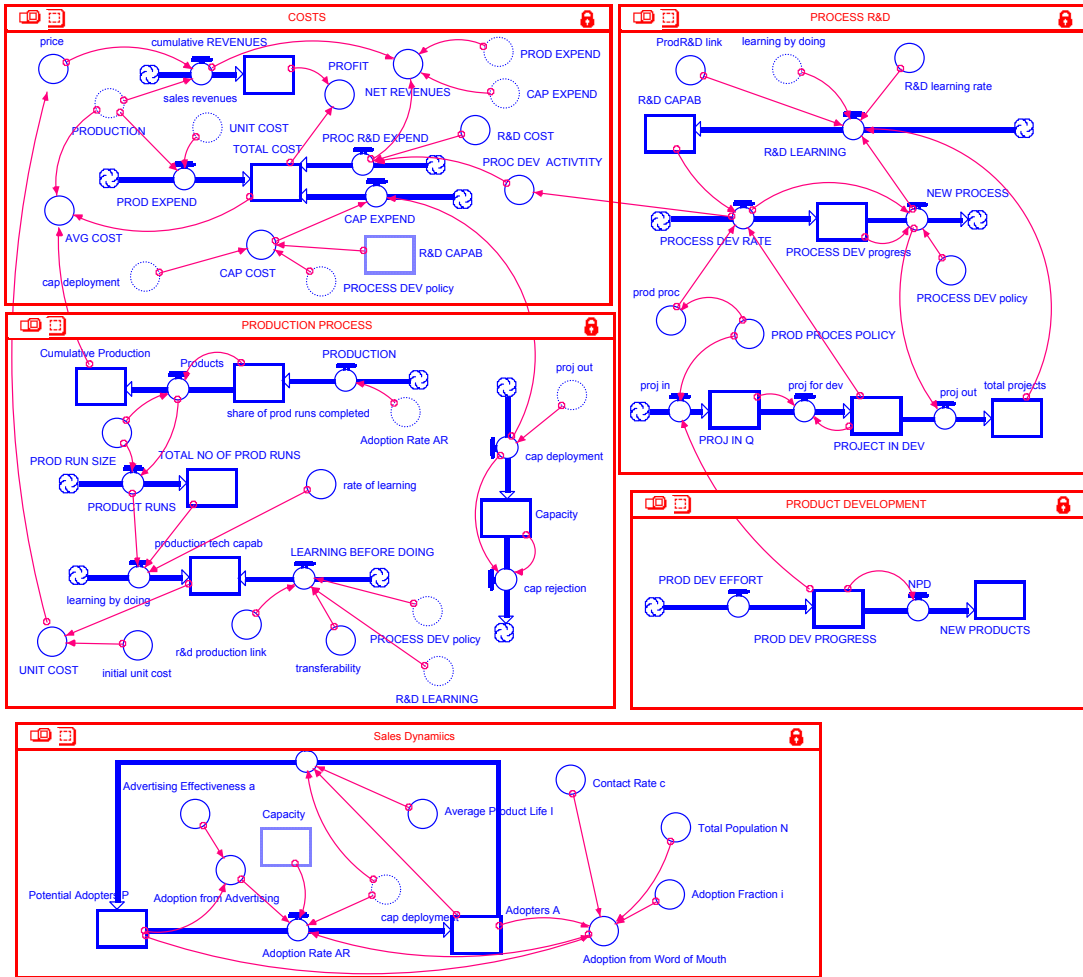 COSTS
price
cumulative REVENUES
PROFIT
PROD EXPEND
NET REVENUES
sales revenues
CAP EXPEND
PRODUCTION
UNIT COST
TOTAL COST
PROC R&D EXPEND
R&D COST
PROC DEV ACTIVTITY
PROD EXPEND
CAP EXPEND
AVG COST
CAP COST
R&D CAPAB
cap deployment
PROCESS DEV policy
PROCESS R&D
ProdR&D link
learning by doing
R&D learning rate
R&D CAPAB
R&D LEARNING
NEW PROCESS
PROCESS DEV RATE
PROCESS DEV progress
PROCESS DEV policy
prod proc
PROD PROCES POLICY
proj in
proj for dev
proj out
total projects
PROJ IN Q
PROJECT IN DEV
PRODUCTION PROCESS
Cumulative Production
Products
PRODUCTION
proj out
share of prod runs completed
Adoption Rate AR
PROD RUN SIZE
TOTAL NO OF PROD RUNS
cap deployment
PRODUCT RUNS
rate of learning
Capacity
production tech capab
LEARNING BEFORE DOING
learning by doing
cap rejection
r&d production link
PROCESS DEV policy
UNIT COST
initial unit cost
transferability
R&D LEARNING
PRODUCT DEVELOPMENT
PROD DEV EFFORT
NPD
PROD DEV PROGRESS
NEW PRODUCTS
Sales Dynamiics
Advertising Effectiveness a
Capacity
Average Product Life l
Contact Rate c
Total Population N
Potential Adopters P
Adoption from Advertising
cap deployment
Adopters A
Adoption Fraction i
Adoption Rate AR
Adoption from Word of Mouth